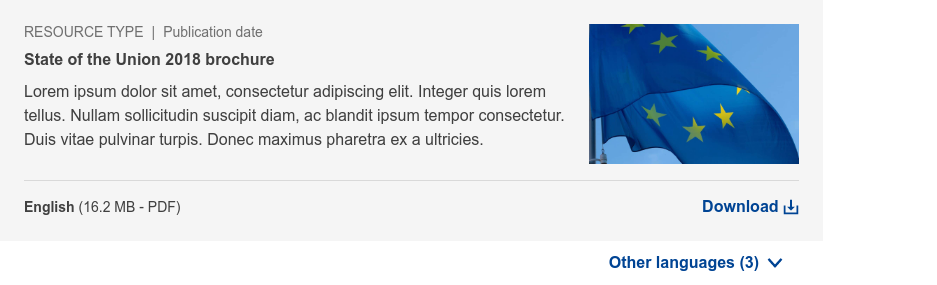 RESOURCE TYPE | Publication date
State of the Union 2018 brochure
Lorem ipsum dolor sit amet, consectetur adipiscing elit. Integer quis lorem
tellus. Nullam sollicitudin suscipit diam, ac blandit ipsum tempor consectetur.
Duis vitae pulvinar turpis. Donec maximus pharetra ex a ultricies.
English (16.2 MB - PDF)
Download
Other languages (3)